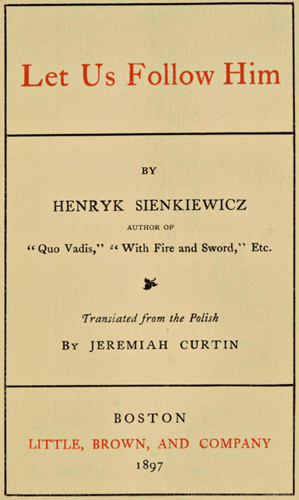 Let Us Follow Him
BY
HENRYK SIENKIEWICZ
AUTHOR OF
"Quo Vadis," "With Fire and Sword," Etc.
Translated from the Polish
BY JEREMIAH CURTIN
BOSTON
LITTLE, BROWN, AND COMPANY
1897